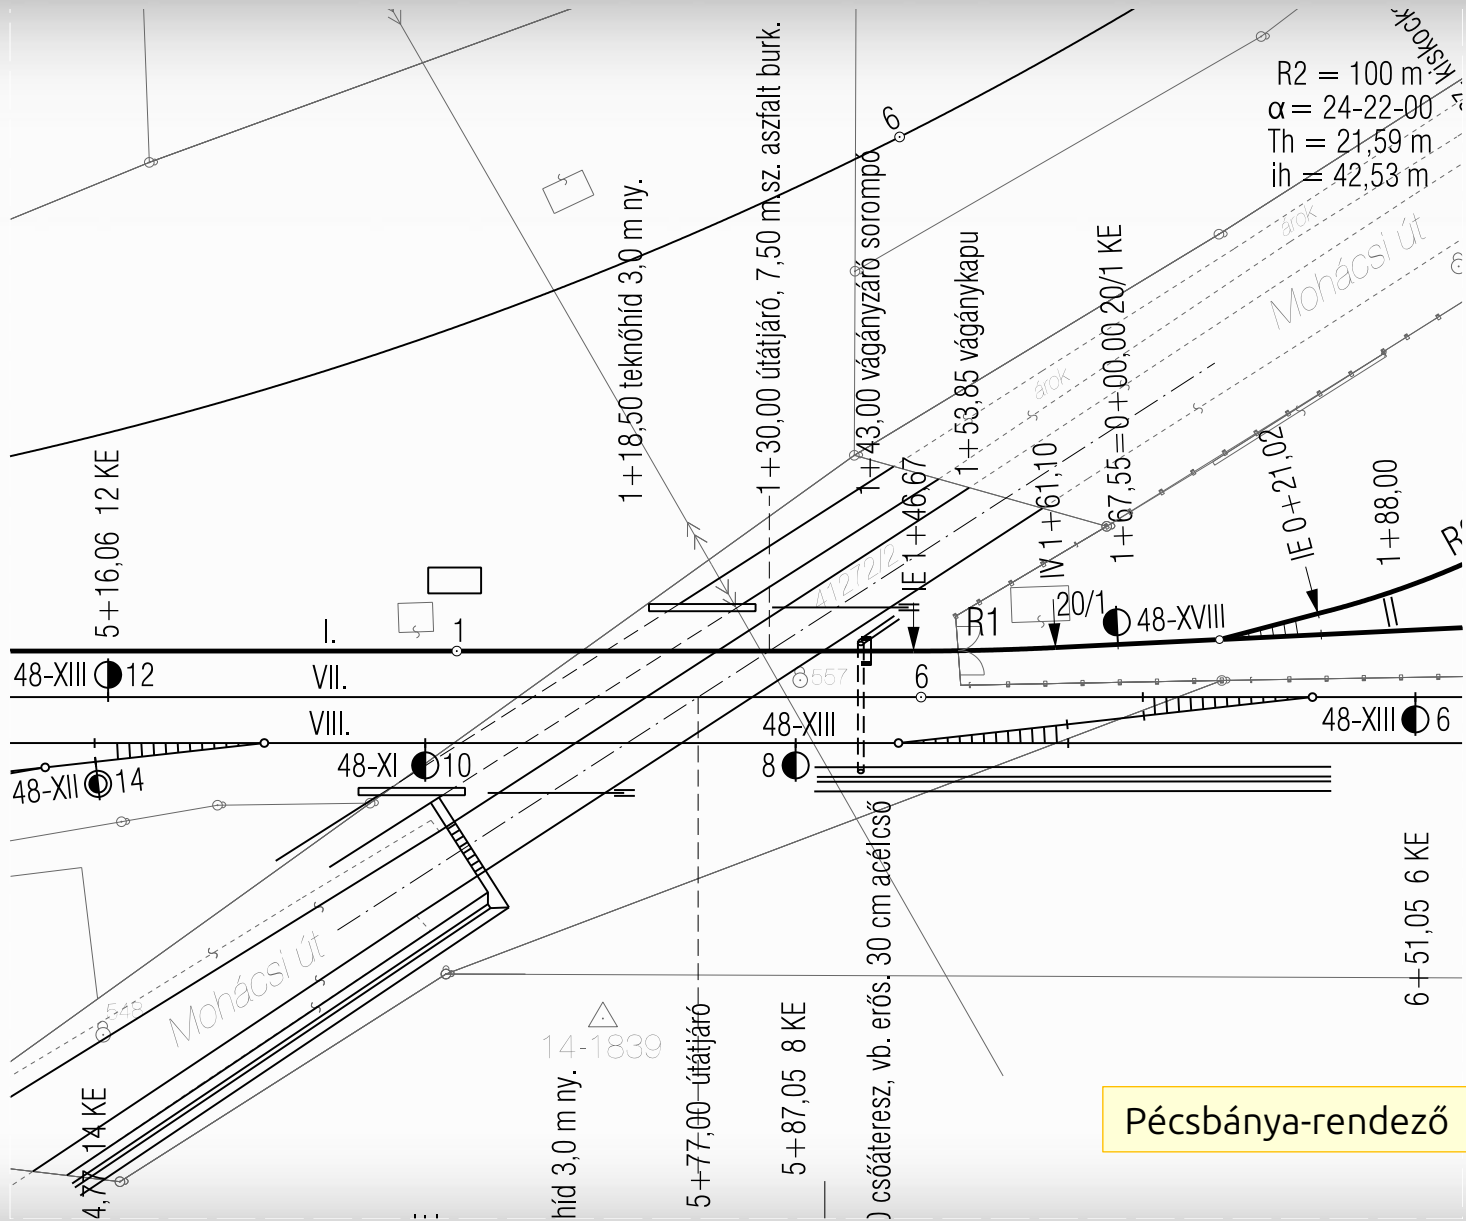 R2 = 100 m
α = 24-22-00
Th = 21,59 m
ih = 42,53 m
6
1+18,50 teknőhíd 3,0 m ny.
1+30,00 útátjáró, 7,50 m.sz. aszfalt burk.
1+43,00 vágányzáró sorompó
1+53,85 vágánykapu
1+67,55=0+00,00 20/1 KE
árok
árok
Mohácsi út
5+16,06 12 KE
IE 1+46,67
IV 1+61,10
IE 0+21,02
1+88,00
41272/2
I.
1
R1
20/1
48-XVIII
48-XIII
12
VII.
557
6
VIII.
48-XIII
48-XIII
6
48-XI
10
8
48-XII
14
Mohácsi út
548
14-1839
híd 3,0 m ny.
5+77,00 útátjáró
5+87,05 8 KE
csőáteresz, vb. erős. 30 cm acélcső
6+51,05 6 KE
14 KE
Pécsbánya-rendező